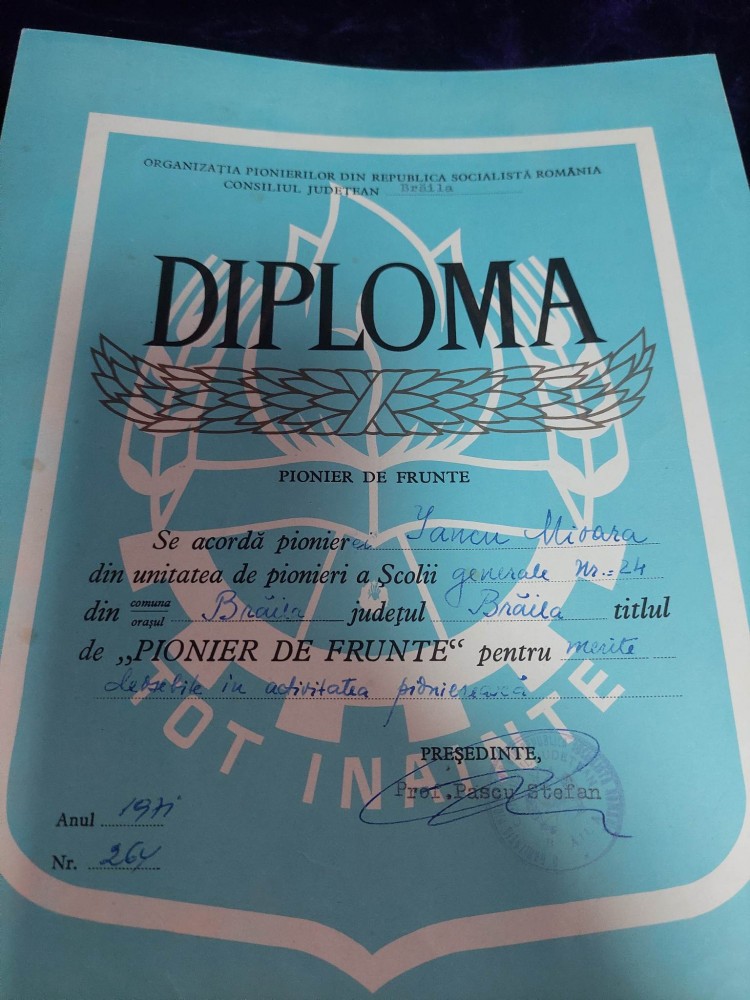 ORGANIZAȚIA PIONIERILOR DIN REPUBLICA SOCIALISTĂ ROMÂNIA
CONSILIUL JUDEȚEAN Brăila
DIPLOMA
PIONIER DE FRUNTE
Se acordă pionierei Iancu Mioara
din unitatea de pionieri a Școlii generale Nr. 24
din comuna orașul Brăila județul Brăila titlul
de „PIONIER DE FRUNTE“ pentru merite
deosebite în activitatea pionierească
TOT INAINTE
PREȘEDINTE,
Prof. Pascu Stefan
Anul 1971
Nr. 264